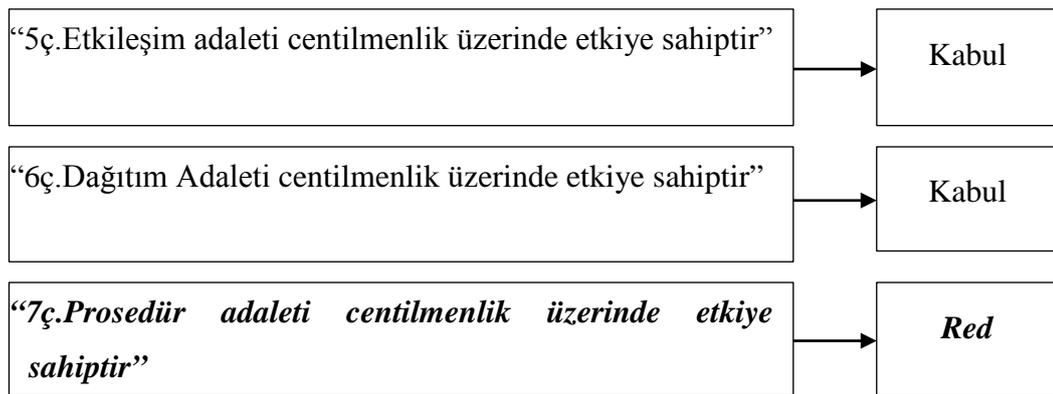 “5ç.Etkileşim adaleti centilmenlik üzerinde etkiye sahiptir”
Kabul
“6ç.Dağıtım Adaleti centilmenlik üzerinde etkiye sahiptir”
Kabul
“7ç.Prosedür adaleti centilmenlik üzerinde etkiye
sahiptir”
Red